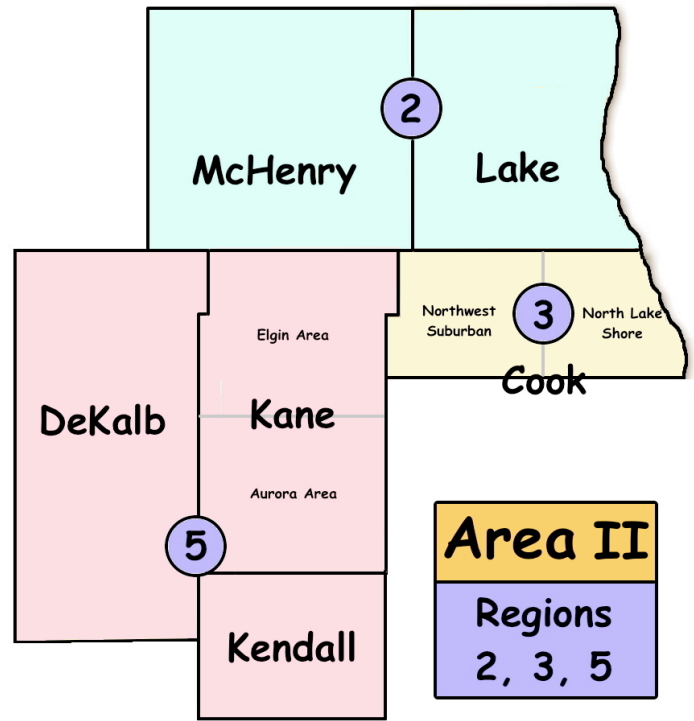 2
McHenry
Lake
Northwest
Suburban
3
North Lake
Shore
Elgin Area
Cook
DeKalb
Kane
Aurora Area
5
Kendall
Area II
Regions
2, 3, 5